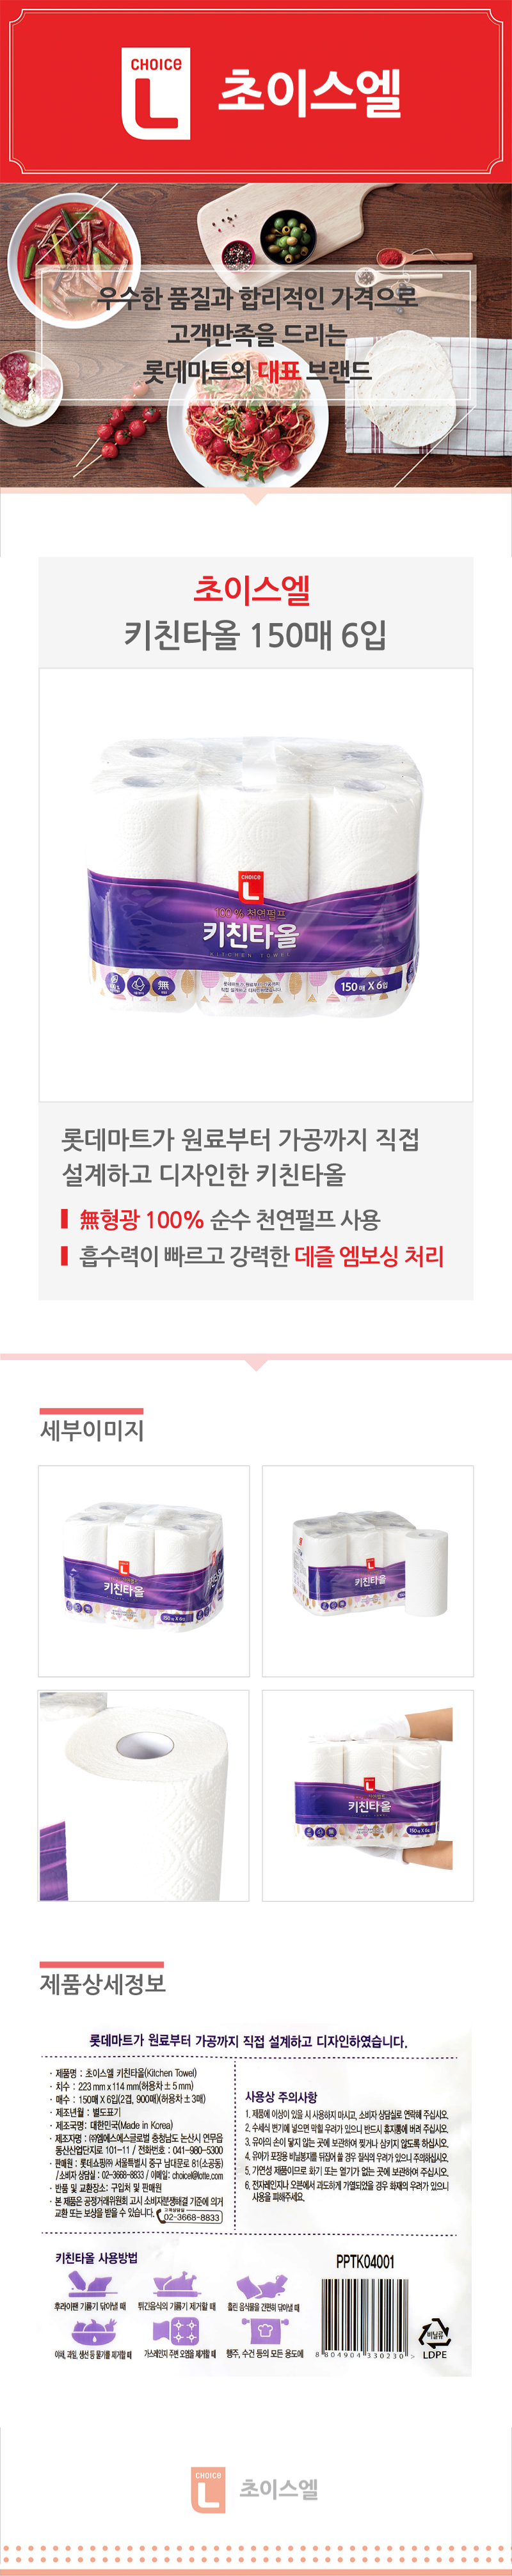 CHOICE
L
초이스엘
우수한 품질과 합리적인 가격으로
고객만족을 드리는
롯데마트의 대표 브랜드
초이스엘
키친타올 150매 6입
CHOICE
L
100 % 천연펄프
키친타올
KITCHEN TOWEL
無
롯데마트가 원료부터 가공까지
직접 설계하고 디자인하였습니다.
150매 X 6입
롯데마트가 원료부터 가공까지 직접
설계하고 디자인한 키친타올
無형광 100% 순수 천연펄프 사용
흡수력이 빠르고 강력한 데즐 엠보싱 처리
세부이미지
키친타올
150매 X 6입
키친타올
키친타올
150매 X 6입
제품상세정보
롯데마트가 원료부터 가공까지 직접 설계하고 디자인하였습니다.
· 제품명 : 초이스엘 키친타올(Kitchen Towel)
· 치수 : 223 mm x 114 mm(허용차 ± 5 mm)
· 매수 : 150매 X 6입(2겹, 900매)(허용차 ± 3매)
· 제조년월 : 별도표기
· 제조국명: 대한민국(Made in Korea)
· 제조자명 : ㈜엠에스에스글로벌 충청남도 논산시 연무읍
동산산업단지로 101-11 / 전화번호 : 041-980-5300
· 판매원 : 롯데쇼핑㈜ 서울특별시 중구 남대문로 81(소공동)
/ 소비자 상담실 : 02-3668-8833 / 이메일: choicel@lotte.com
· 반품 및 교환장소: 구입처 및 판매원
· 본 제품은 공정거래위원회 고시 소비자분쟁해결 기준에 의거
교환 또는 보상을 받을 수 있습니다.
고객상담실
02-3668-8833
사용상 주의사항
1. 제품에 이상이 있을 시 사용하지 마시고, 소비자 상담실로 연락해 주십시오.
2. 수세식 변기에 넣으면 막힐 우려가 있으니 반드시 휴지통에 버려 주십시오.
3. 유아의 손이 닿지 않는 곳에 보관하여 찢거나 삼키지 않도록 하십시오.
4. 유아가 포장용 비닐봉지를 뒤집어 쓸 경우 질식의 우려가 있으니 주의하십시오.
5. 가연성 제품이므로 화기 또는 열기가 없는 곳에 보관하여 주십시오.
6. 전자레인지나 오븐에서 과도하게 가열되었을 경우 화재의 우려가 있으니
사용을 피해주세요.
키친타올 사용방법
후라이팬 기름기 닦아낼 때
튀긴음식의 기름기 제거할 때
흘린 음식물을 간편히 닦아낼 때
야채, 과일, 생선 등 물기를 제거할 때
가스레인지 주변 오염을 제거할 때
행주, 수건 등의 모든 용도에
PPTK04001
8 804904 330230 >
비닐류
LDPE
CHOICE
L
초이스엘